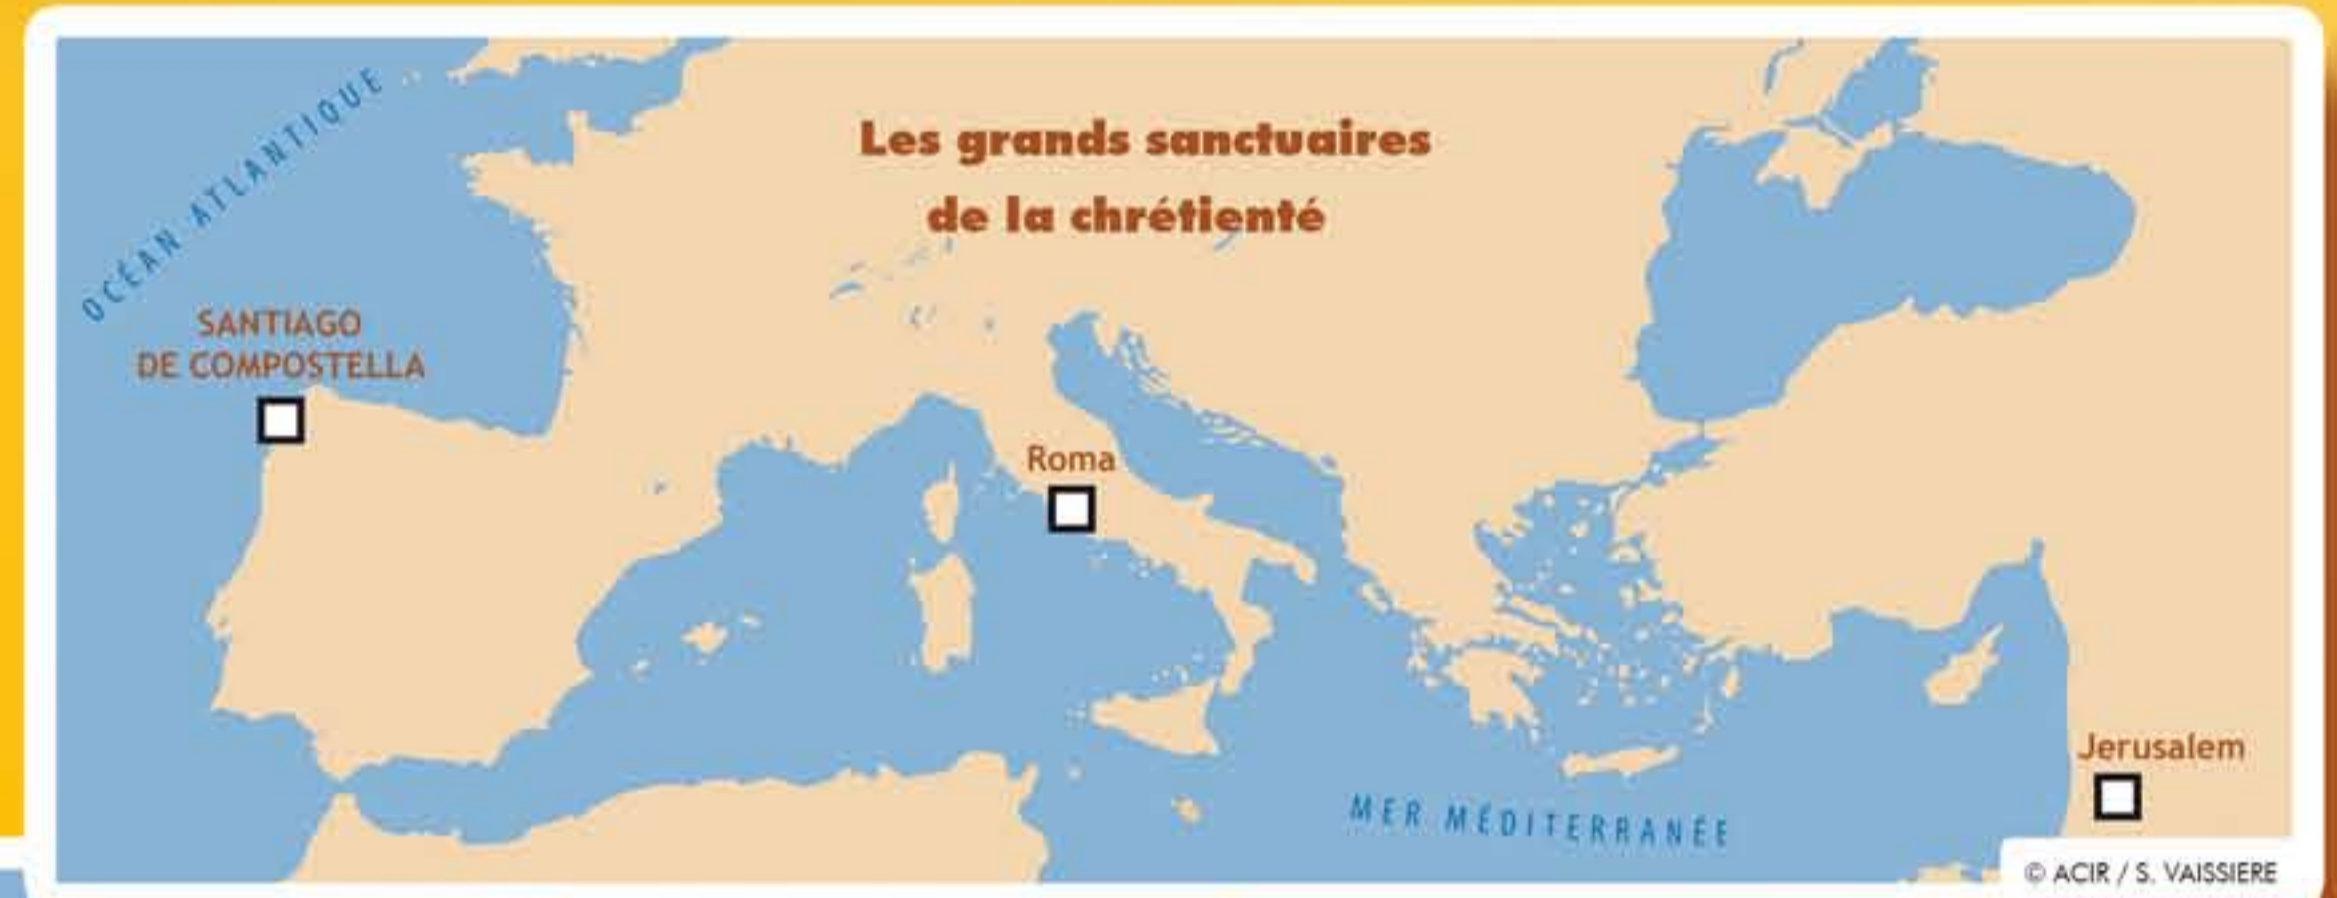 OCÉAN ATLANTIQUE
Les grands sanctuaires
de la chrétienté
SANTIAGO
DE COMPOSTELLA
Roma
Jerusalem
MER MÉDITERRANÉE
© ACIR / S. VAISSIERE